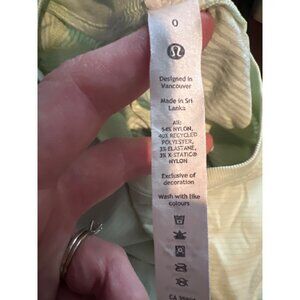 0
Designed in
Vancouver
Made in Sri
Lanka
All:
54% NYLON,
40% RECYCLED
POLYESTER,
3% ELASTANE,
3% X-STATIC®
NYLON
Exclusive of
decoration
Wash with like
colours